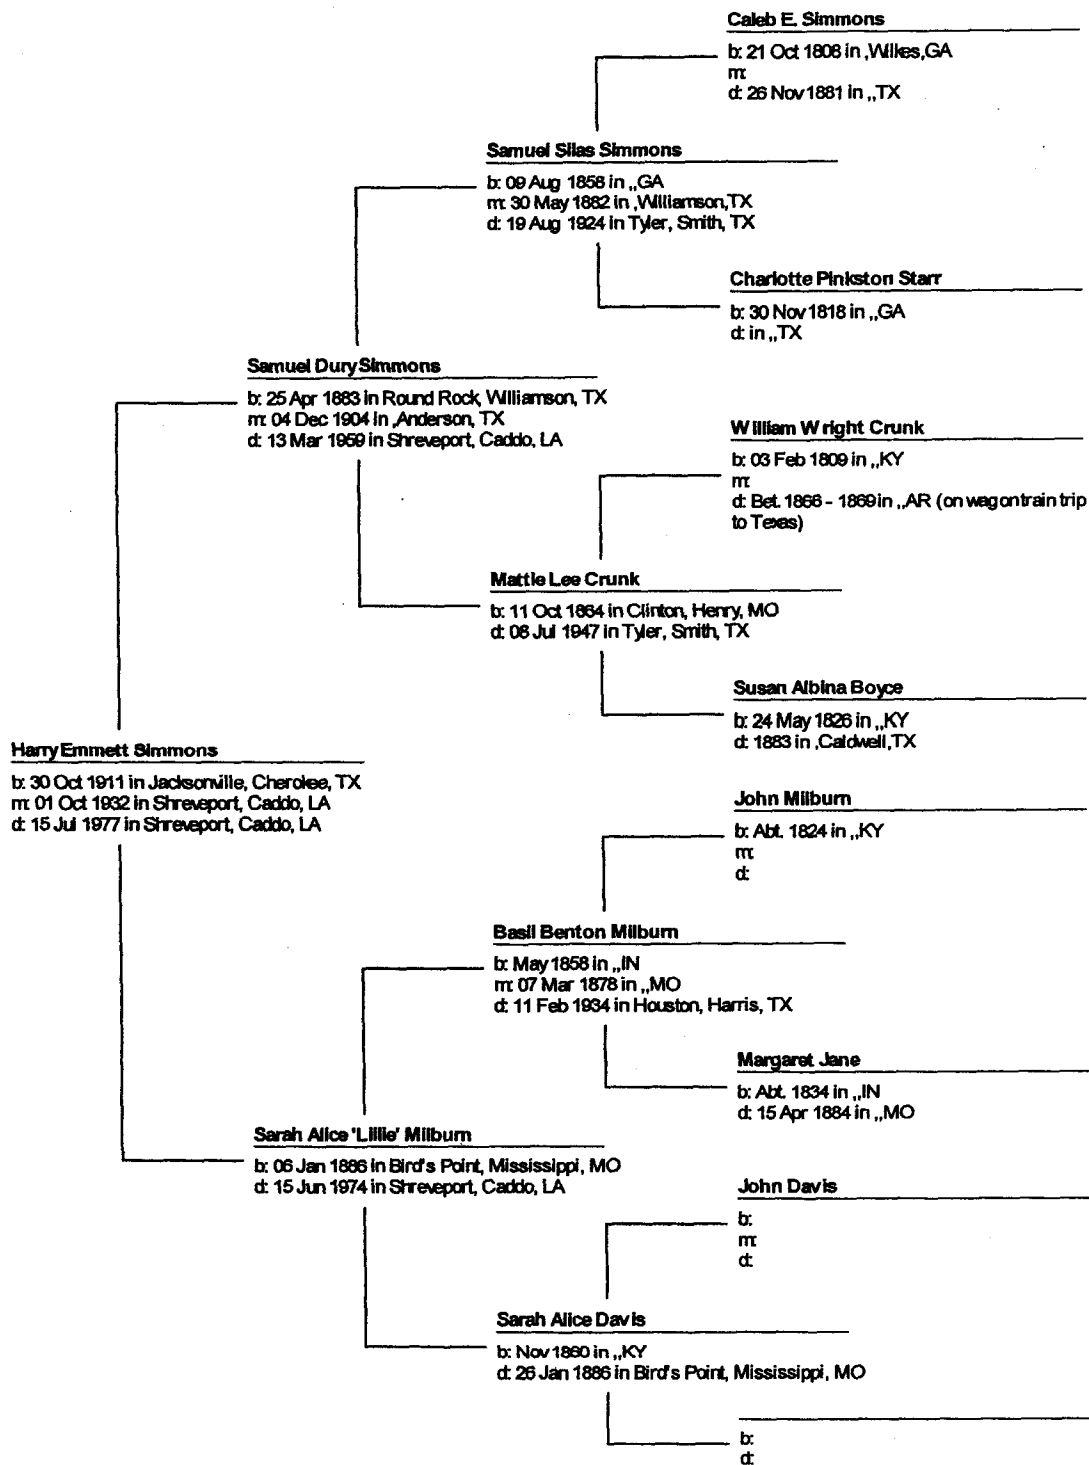 Caleb E. Simmons
b: 21 Oct 1808 in ,Wilkes,GA
m:
d: 26 Nov 1881 in ,,TX
Samuel Silas Simmons
b: 09 Aug 1858 in ,,GA
m: 30 May 1882 in ,Williamson,TX
d: 19 Aug 1924 in Tyler, Smith, TX
Charlotte Pinkston Starr
b: 30 Nov 1818 in ,,GA
d: in ,,TX
Samuel Dury Simmons
b: 25 Apr 1883 in Round Rock, Williamson, TX
m: 04 Dec 1904 in ,Anderson, TX
d: 13 Mar 1959 in Shreveport, Caddo, LA
William Wright Crunk
b: 03 Feb 1809 in ,,KY
m:
d: Bet. 1866 - 1869 in ,,AR (on wagontrain trip
to Texas)
Mattie Lee Crunk
b: 11 Oct 1864 in Clinton, Henry, MO
d: 08 Jul 1947 in Tyler, Smith, TX
Susan Albina Boyce
b: 24 May 1826 in ,,KY
d: 1883 in ,Caldwell,TX
Harry Emmett Simmons
b: 30 Oct 1911 in Jacksonville, Cherokee, TX
m: 01 Oct 1932 in Shreveport, Caddo, LA
d: 15 Jul 1977 in Shreveport, Caddo, LA
John Milburn
b: Abt. 1824 in ,,KY
m:
d:
Basil Benton Milburn
b: May 1858 in ,,IN
m: 07 Mar 1878 in ,,MO
d: 11 Feb 1934 in Houston, Harris, TX
Margaret Jane
b: Abt. 1834 in ,,IN
d: 15 Apr 1884 in ,,MO
Sarah Alice 'Lillie' Milburn
b: 06 Jan 1886 in Bird's Point, Mississippi, MO
d: 15 Jun 1974 in Shreveport, Caddo, LA
John Davis
b:
m:
d:
Sarah Alice Davis
b: Nov 1860 in ,,KY
d: 26 Jan 1886 in Bird's Point, Mississippi, MO
b:
d: